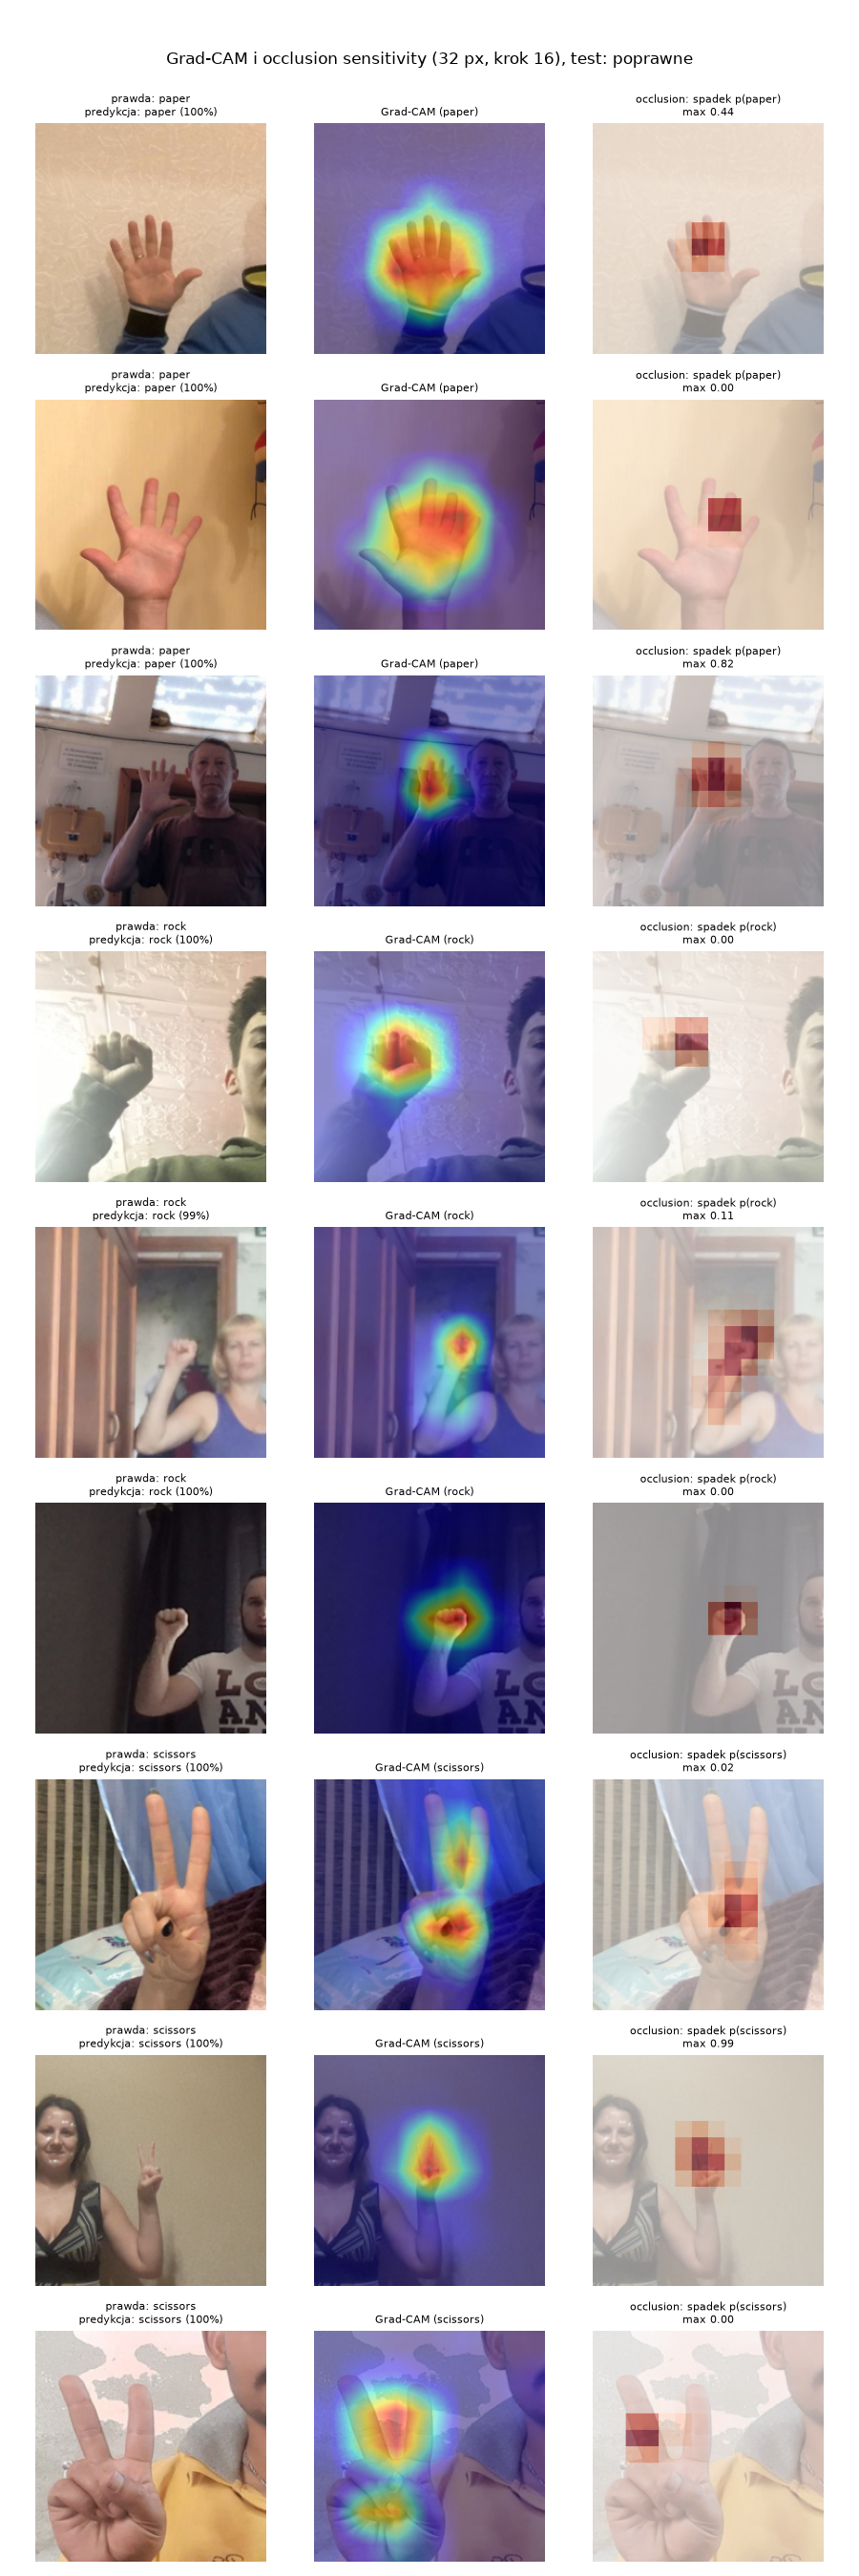 Grad-CAM i occlusion sensitivity (32 px, krok 16), test: poprawne
prawda: paper
predykcja: paper (100%)
Grad-CAM (paper)
occlusion: spadek p(paper)
max 0.44
prawda: paper
predykcja: paper (100%)
Grad-CAM (paper)
occlusion: spadek p(paper)
max 0.00
prawda: paper
predykcja: paper (100%)
Grad-CAM (paper)
occlusion: spadek p(paper)
max 0.82
prawda: rock
predykcja: rock (100%)
Grad-CAM (rock)
occlusion: spadek p(rock)
max 0.00
prawda: rock
predykcja: rock (99%)
Grad-CAM (rock)
occlusion: spadek p(rock)
max 0.11
prawda: rock
predykcja: rock (100%)
Grad-CAM (rock)
occlusion: spadek p(rock)
max 0.00
LO
AN
prawda: scissors
predykcja: scissors (100%)
Grad-CAM (scissors)
occlusion: spadek p(scissors)
max 0.02
prawda: scissors
predykcja: scissors (100%)
Grad-CAM (scissors)
occlusion: spadek p(scissors)
max 0.99
prawda: scissors
predykcja: scissors (100%)
Grad-CAM (scissors)
occlusion: spadek p(scissors)
max 0.00